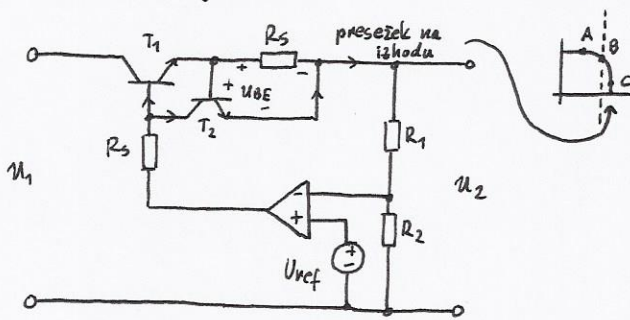 T1
RS
+
-
presežek na
izhodu
A
B
C
+
UBE
-
T2
RS
R1
U1
U2
-
+
R2
+
-
Uref